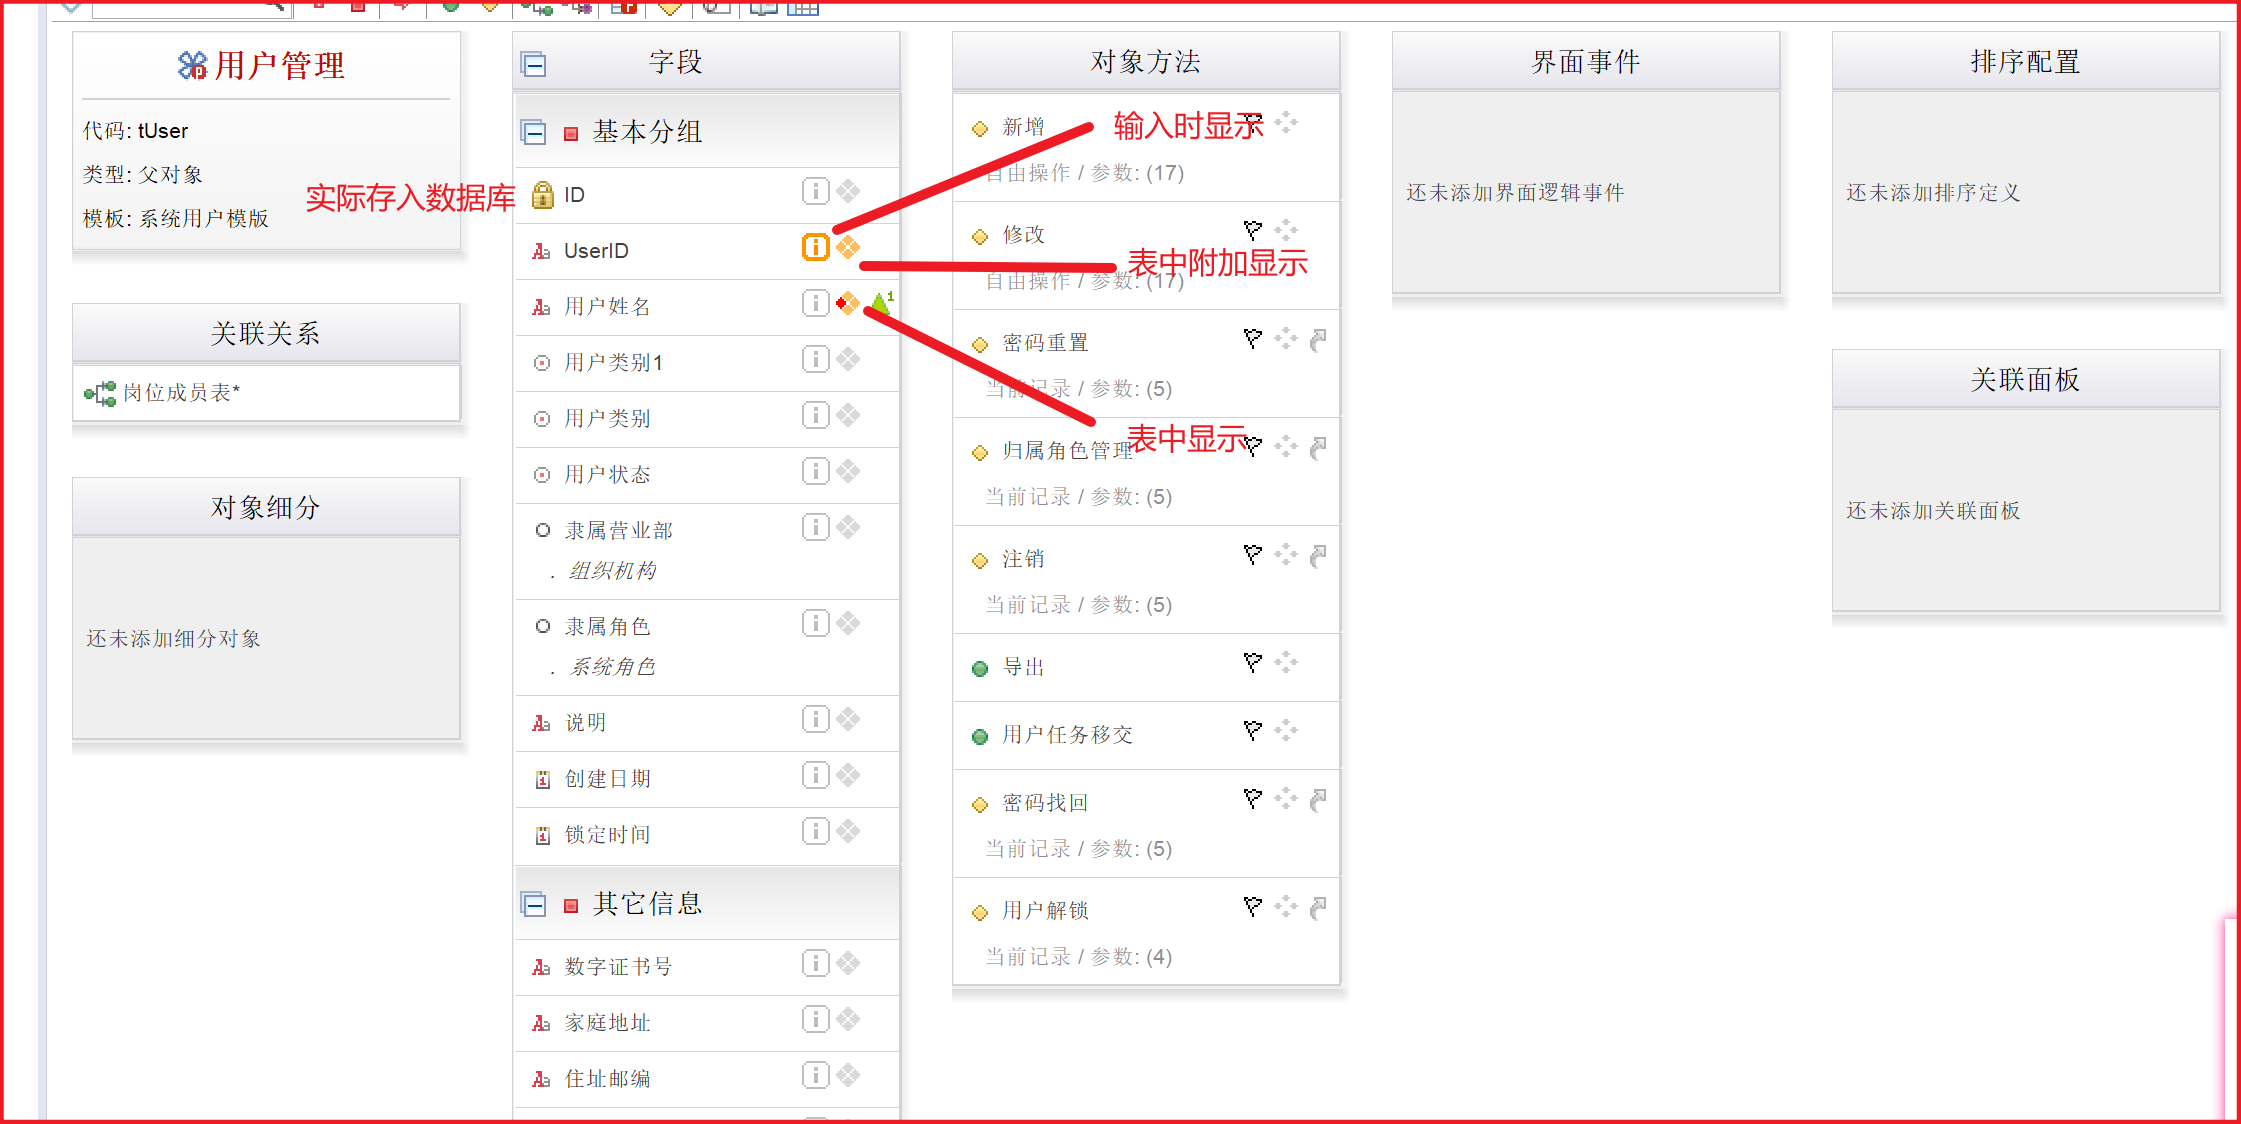 用户管理
代码: tUser
类型: 父对象
模板: 系统用户模版
实际存入数据库
关联关系
岗位成员表*
对象细分
还未添加细分对象
字段
基本分组
ID
UserID
用户姓名
1
用户类别1
用户类别
用户状态
隶属营业部
. 组织机构
隶属角色
. 系统角色
说明
创建日期
锁定时间
其它信息
数字证书号
家庭地址
住址邮编
对象方法
新增
输入时显示
自由操作 / 参数: (17)
修改
表中附加显示
自由操作 / 参数: (17)
密码重置
当前记录 / 参数: (5)
表中显示
归属角色管理
当前记录 / 参数: (5)
注销
当前记录 / 参数: (5)
导出
用户任务移交
密码找回
当前记录 / 参数: (5)
用户解锁
当前记录 / 参数: (4)
界面事件
还未添加界面逻辑事件
排序配置
还未添加排序定义
关联面板
还未添加关联面板